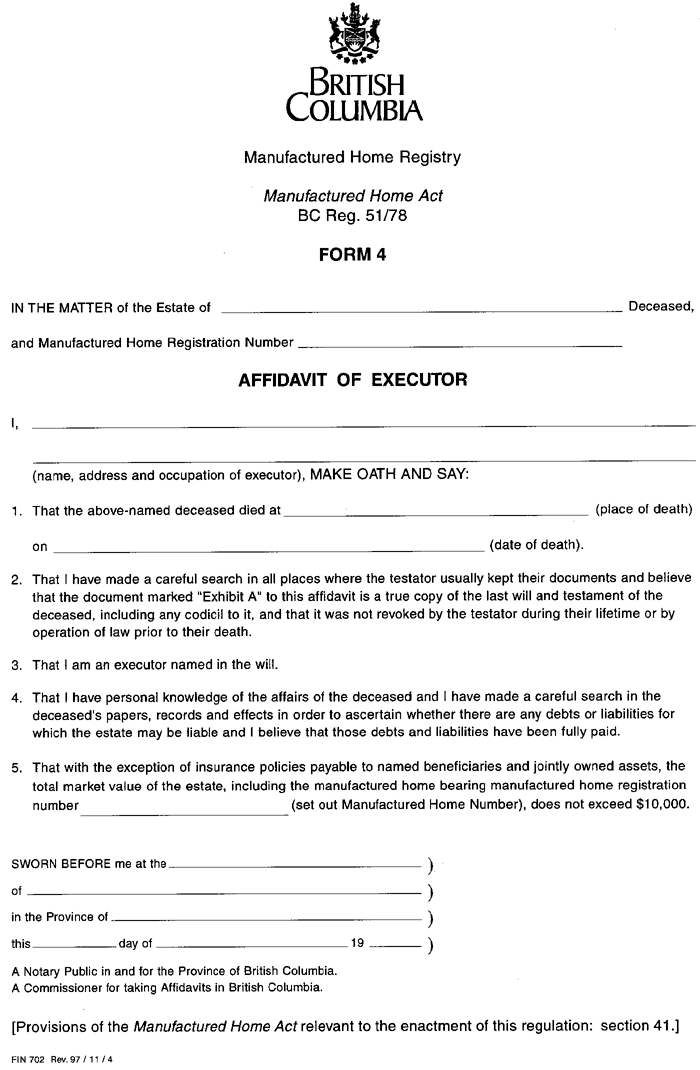 BRITISH
COLUMBIA
Manufactured Home Registry
Manufactured Home Act
BC Reg. 51/78
FORM 4
IN THE MATTER of the Estate of ______ Deceased,
and Manufactured Home Registration Number ______
AFFIDAVIT OF EXECUTOR
I, ______
______
(name, address and occupation of executor), MAKE OATH AND SAY:
1. That the above-named deceased died at ______ (place of death)
on ______ (date of death).
2. That I have made a careful search in all places where the testator usually kept their documents and believe
that the document marked "Exhibit A" to this affidavit is a true copy of the last will and testament of the
deceased, including any codicil to it, and that it was not revoked by the testator during their lifetime or by
operation of law prior to their death.
3. That I am an executor named in the will.
4. That I have personal knowledge of the affairs of the deceased and I have made a careful search in the
deceased's papers, records and effects in order to ascertain whether there are any debts or liabilities for
which the estate may be liable and I believe that those debts and liabilities have been fully paid.
5. That with the exception of insurance policies payable to named beneficiaries and jointly owned assets, the
total market value of the estate, including the manufactured home bearing manufactured home registration
number ______ (set out Manufactured Home Number), does not exceed $10,000.
SWORN BEFORE me at the ______ )
of ______ )
in the Province of ______ )
this ______ day of ______ 19 ______ )
A Notary Public in and for the Province of British Columbia.
A Commissioner for taking Affidavits in British Columbia.
[Provisions of the Manufactured Home Act relevant to the enactment of this regulation: section 41.]
FIN 702 Rev. 97 / 11 / 4